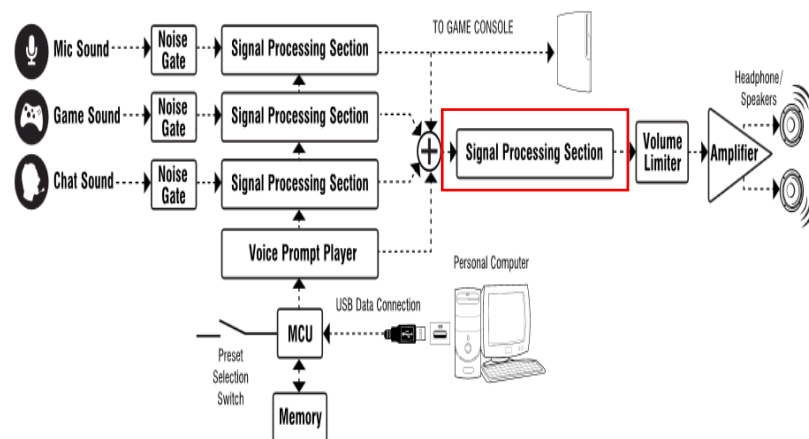 TO GAME CONSOLE
Mic Sound
Noise
Gate
Signal Processing Section
Headphone/
Speakers
Game Sound
Noise
Gate
Signal Processing Section
Signal Processing Section
Volume
Limiter
Amplifier
Chat Sound
Noise
Gate
Signal Processing Section
Voice Prompt Player
Personal Computer
USB Data Connection
MCU
Preset
Selection
Switch
Memory